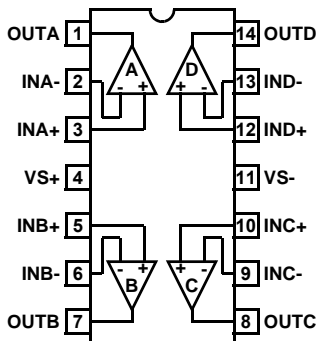 OUTA 1 14 OUTD
A D
INA- 2 - + + - 13 IND-
INA+ 3 12 IND+
VS+ 4 11 VS-
INB+ 5 10 INC+
- + + -
INB- 6 9 INC-
B C
OUTB 7 8 OUTC